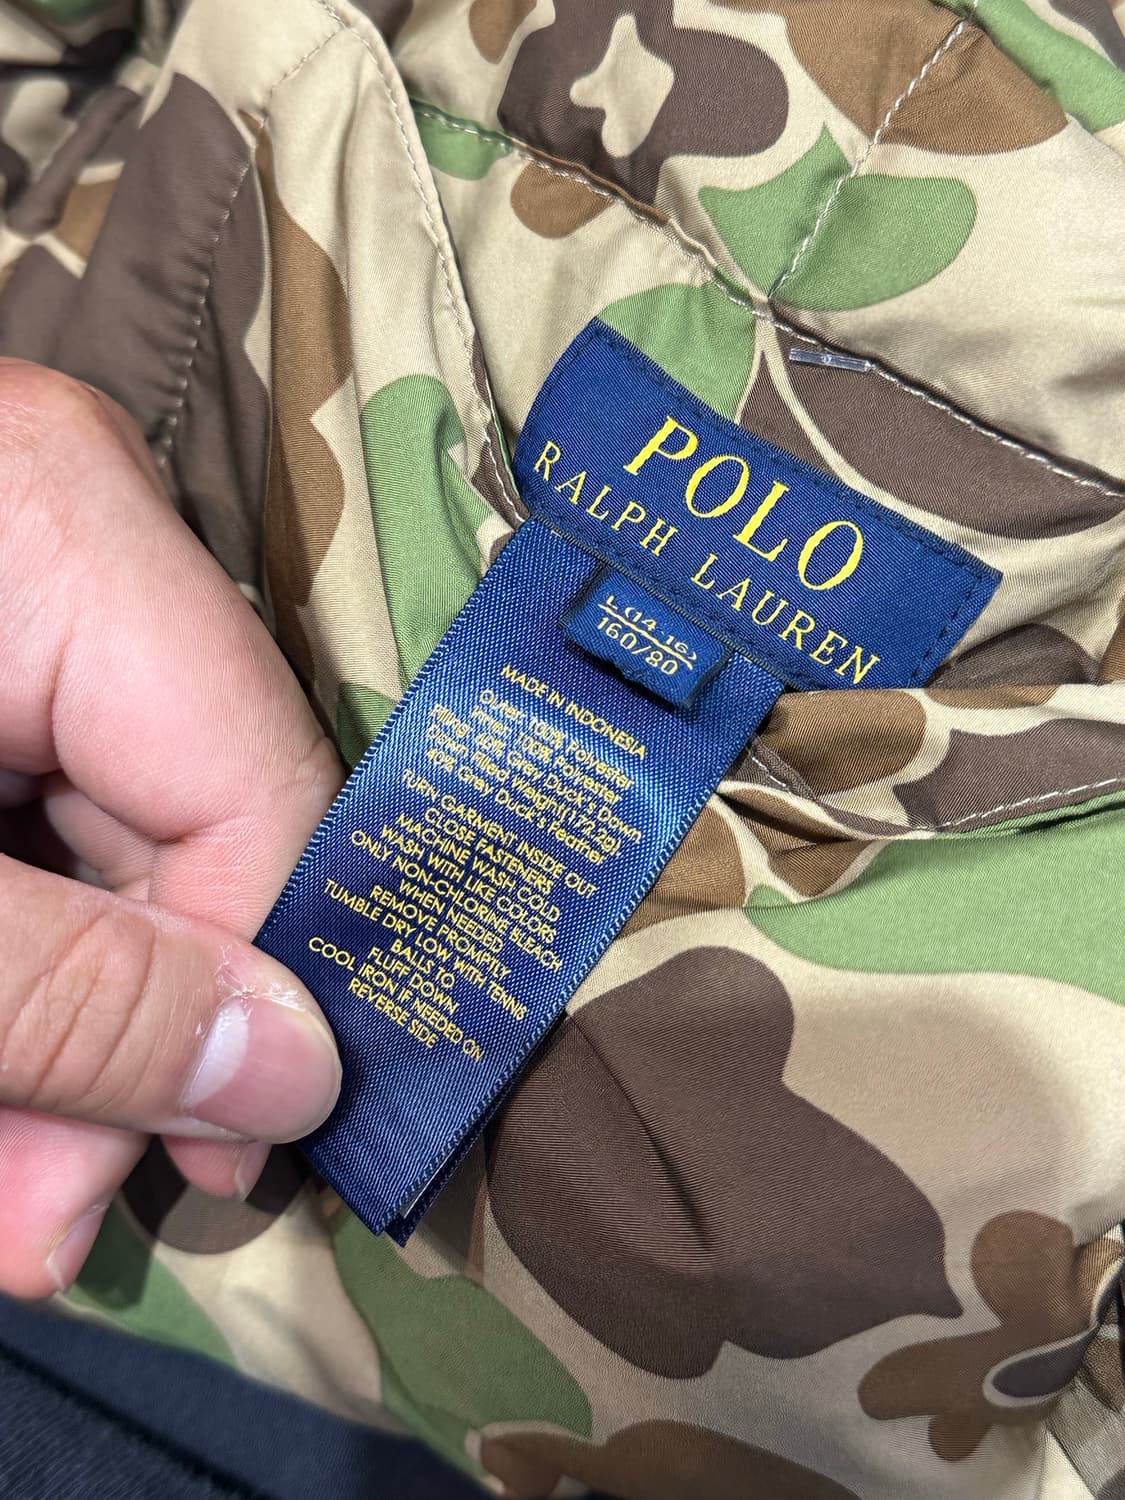 POLO
RALPH LAUREN
L (14-16)
160/80
MADE IN INDONESIA
Outer: 100% Polyester
Inner: 100% Polyester
Filling: 60% Grey Duck's Down
Down Filled Weight(172.2g)
40% Grey Duck's Feather
TURN GARMENT INSIDE OUT
CLOSE FASTENERS
MACHINE WASH COLD
WASH WITH LIKE COLORS
ONLY NON-CHLORINE BLEACH
WHEN NEEDED
REMOVE PROMPTLY
TUMBLE DRY LOW WITH TENNIS
BALLS TO
FLUFF DOWN
COOL IRON IF NEEDED ON
REVERSE SIDE